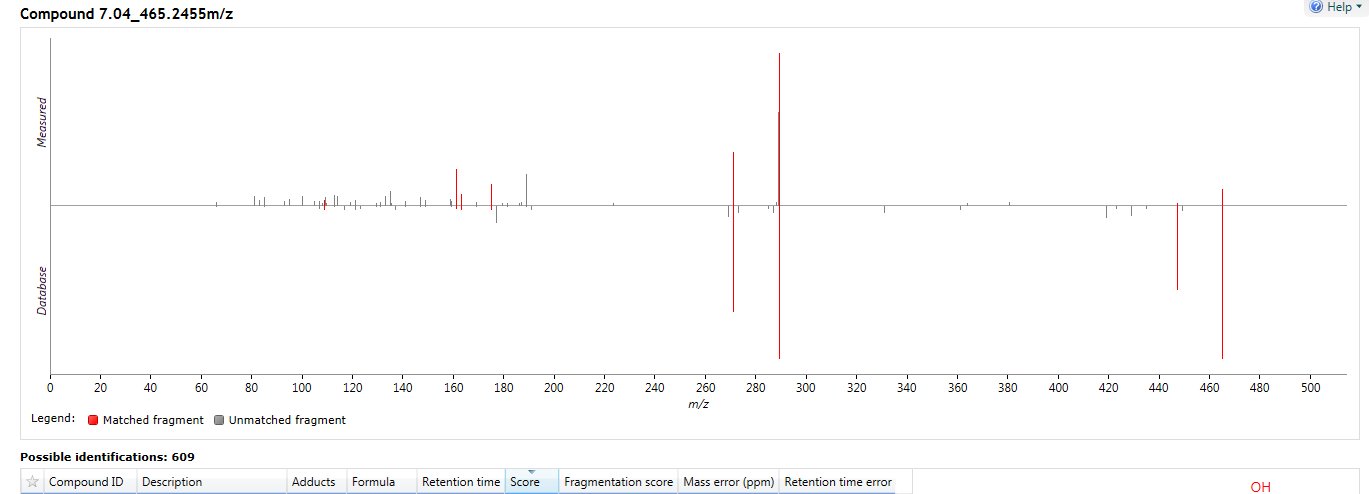 Compound 7.04_465.2455m/z
Help
Measured
Database
0 20 40 60 80 100 120 140 160 180 200 220 240 260 280 300 320 340 360 380 400 420 440 460 480 500
m/z
Legend: Matched fragment Unmatched fragment
Possible identifications: 609
Compound ID Description Adducts Formula Retention time Score Fragmentation score Mass error (ppm) Retention time error
OH